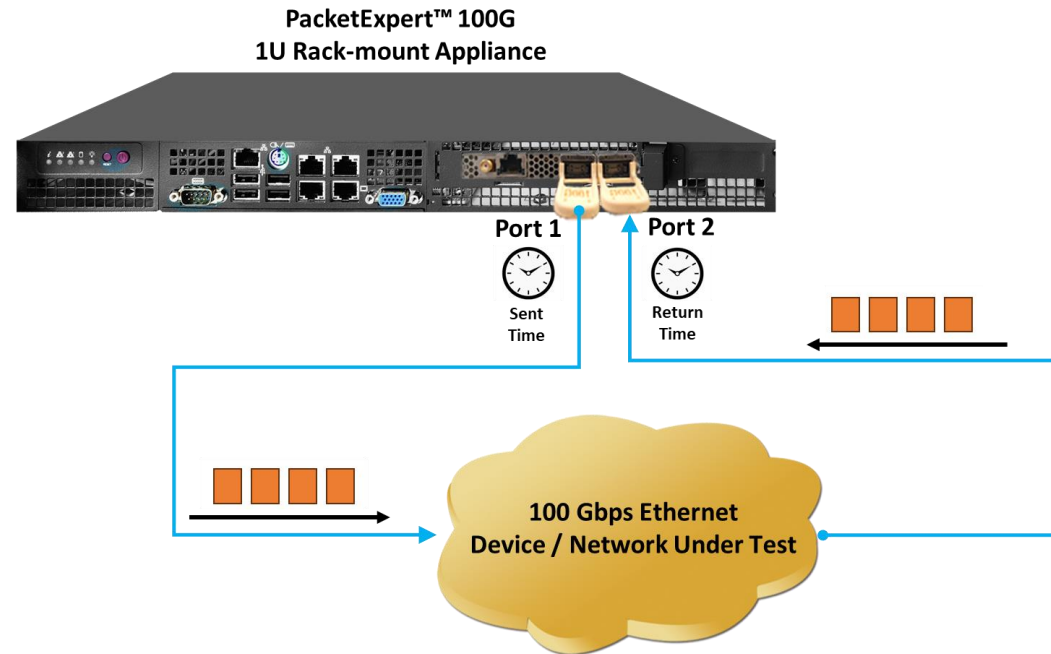 PacketExpert™ 100G
1U Rack-mount Appliance
Port 1
Port 2
Sent
Time
Return
Time
100 Gbps Ethernet
Device / Network Under Test